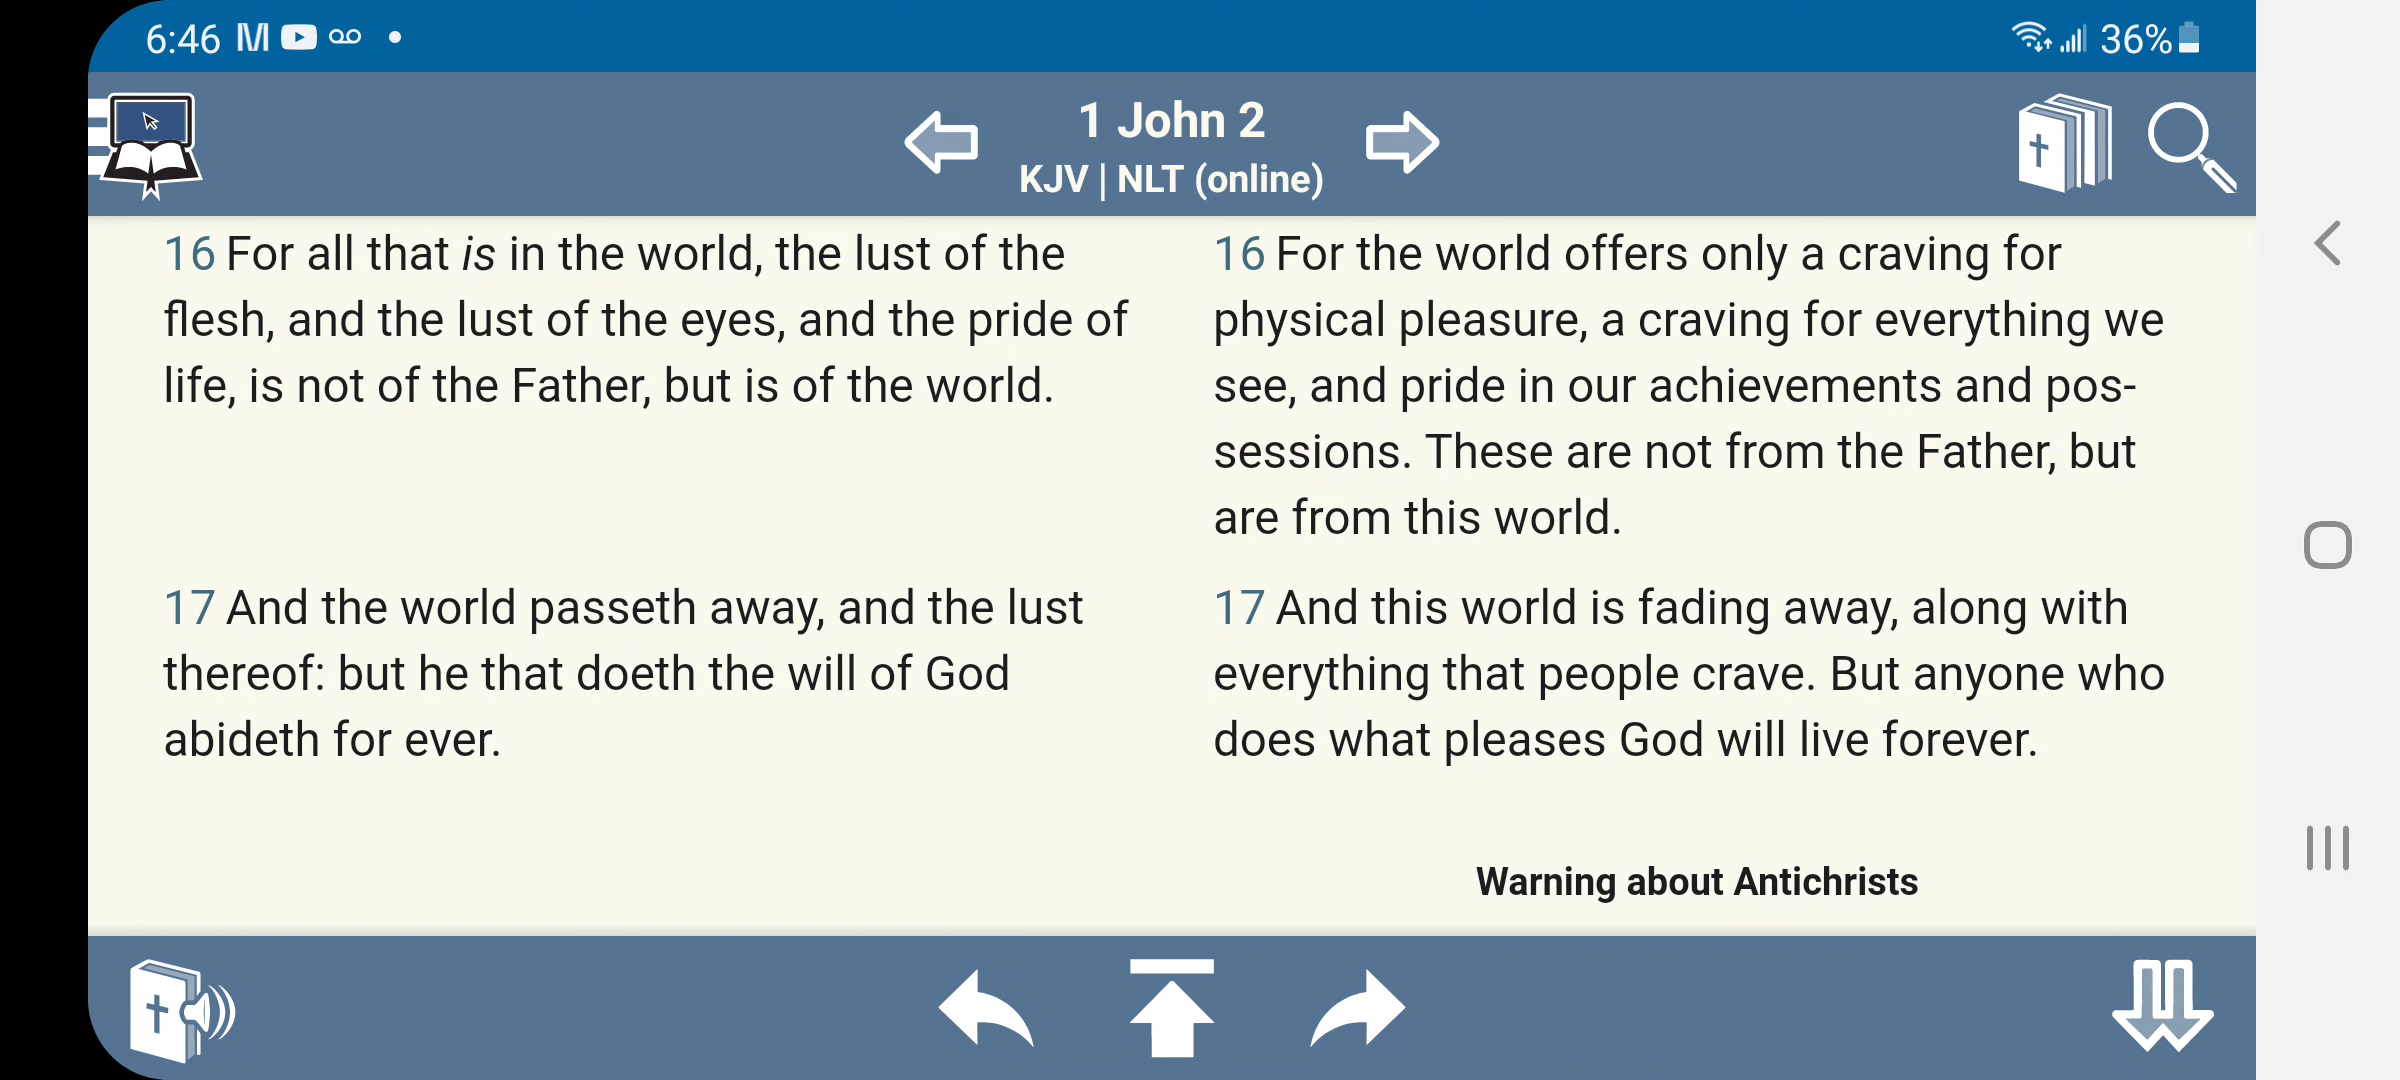 6:46
36%
1 John 2
KJV | NLT (online)
16 For all that is in the world, the lust of the
flesh, and the lust of the eyes, and the pride of
life, is not of the Father, but is of the world.
17 And the world passeth away, and the lust
thereof: but he that doeth the will of God
abideth for ever.
16 For the world offers only a craving for
physical pleasure, a craving for everything we
see, and pride in our achievements and pos-
sessions. These are not from the Father, but
are from this world.
17 And this world is fading away, along with
everything that people crave. But anyone who
does what pleases God will live forever.
Warning about Antichrists